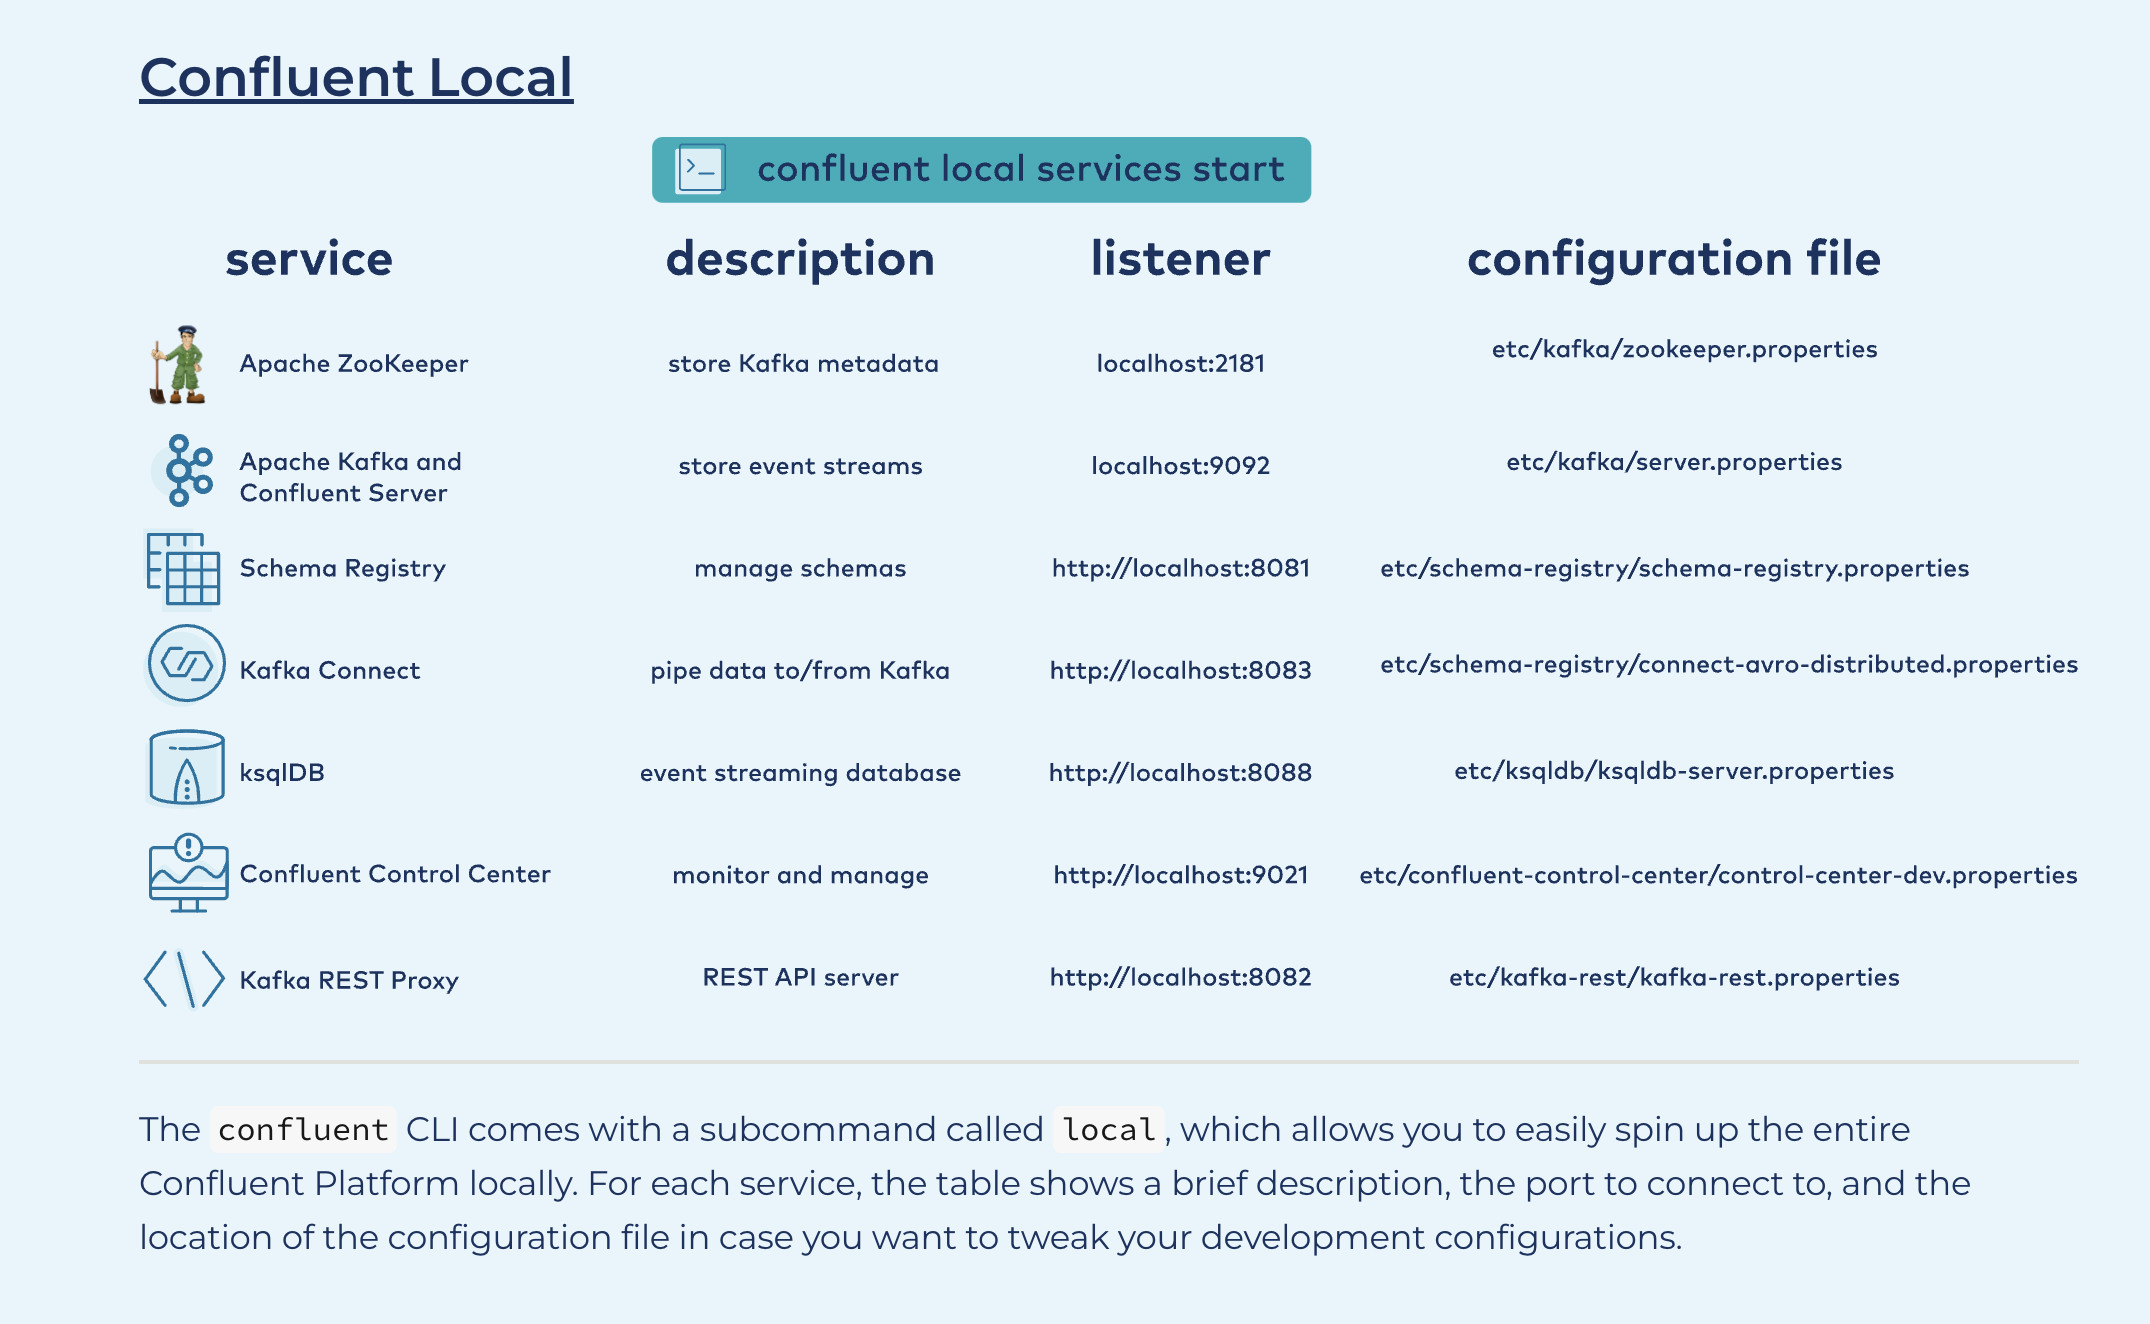 Confluent Local
confluent local services start
service description listener configuration file
Apache ZooKeeper store Kafka metadata localhost:2181 etc/kafka/zookeeper.properties
Apache Kafka and
Confluent Server store event streams localhost:9092 etc/kafka/server.properties
Schema Registry manage schemas http://localhost:8081 etc/schema-registry/schema-registry.properties
Kafka Connect pipe data to/from Kafka http://localhost:8083 etc/schema-registry/connect-avro-distributed.properties
ksqlDB event streaming database http://localhost:8088 etc/ksqldb/ksqldb-server.properties
Confluent Control Center monitor and manage http://localhost:9021 etc/confluent-control-center/control-center-dev.properties
Kafka REST Proxy REST API server http://localhost:8082 etc/kafka-rest/kafka-rest.properties
The confluent CLI comes with a subcommand called local, which allows you to easily spin up the entire
Confluent Platform locally. For each service, the table shows a brief description, the port to connect to, and the
location of the configuration file in case you want to tweak your development configurations.